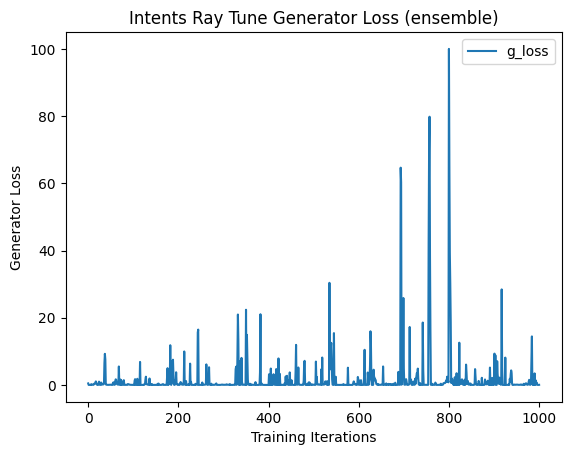 Intents Ray Tune Generator Loss (ensemble)
g_loss
100
80
60
40
20
0
Generator Loss
0 200 400 600 800 1000
Training Iterations